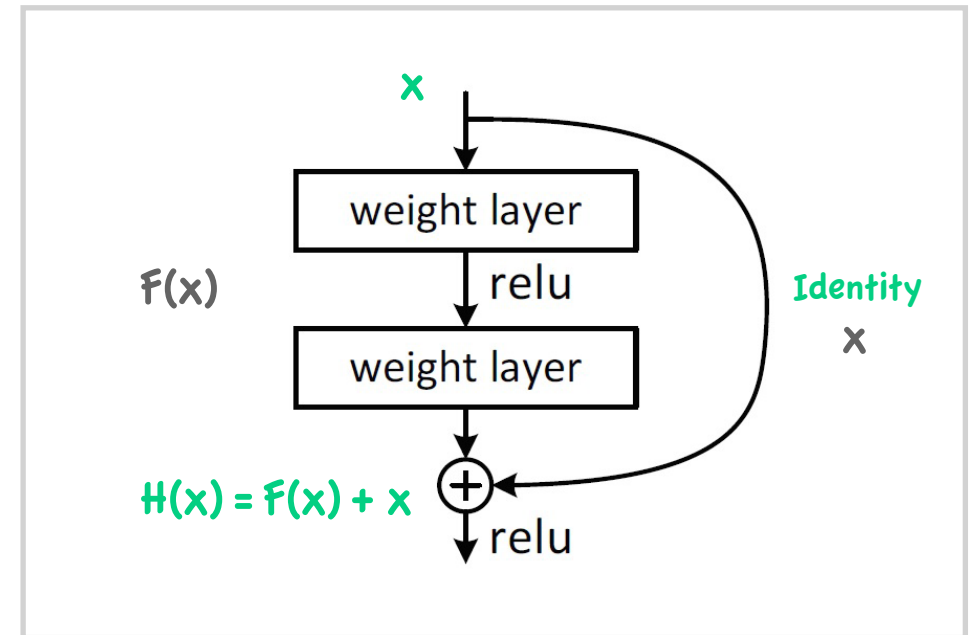 x
weight layer
F(x)
relu
Identity
x
weight layer
H(x) = F(x) + x
+
relu